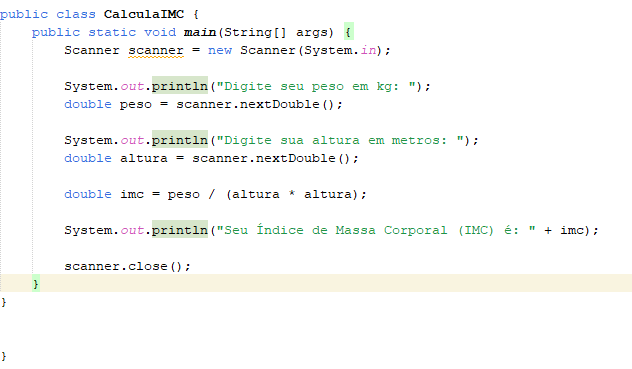 public class CalculaIMC {
    public static void main(String[] args) {
        Scanner scanner = new Scanner(System.in);
        System.out.println("Digite seu peso em kg: ");
        double peso = scanner.nextDouble();
        System.out.println("Digite sua altura em metros: ");
        double altura = scanner.nextDouble();
        double imc = peso / (altura * altura);
        System.out.println("Seu Índice de Massa Corporal (IMC) é: " + imc);
        scanner.close();
    }
}
}